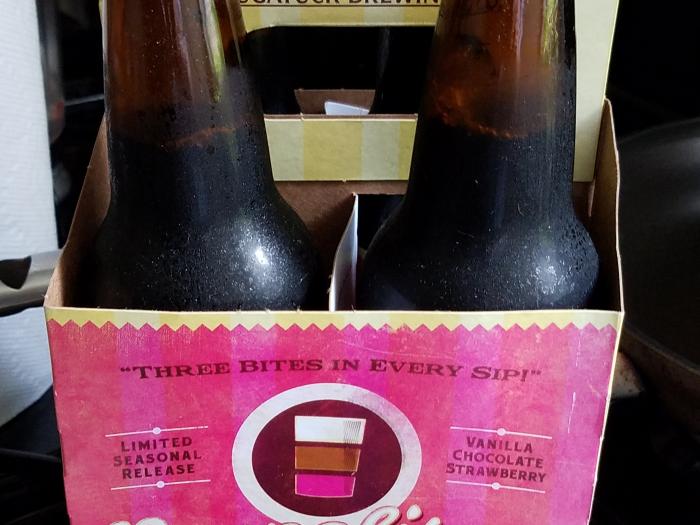 "THREE BITES IN EVERY SIP!"
LIMITED
SEASONAL
RELEASE
VANILLA
CHOCOLATE
STRAWBERRY